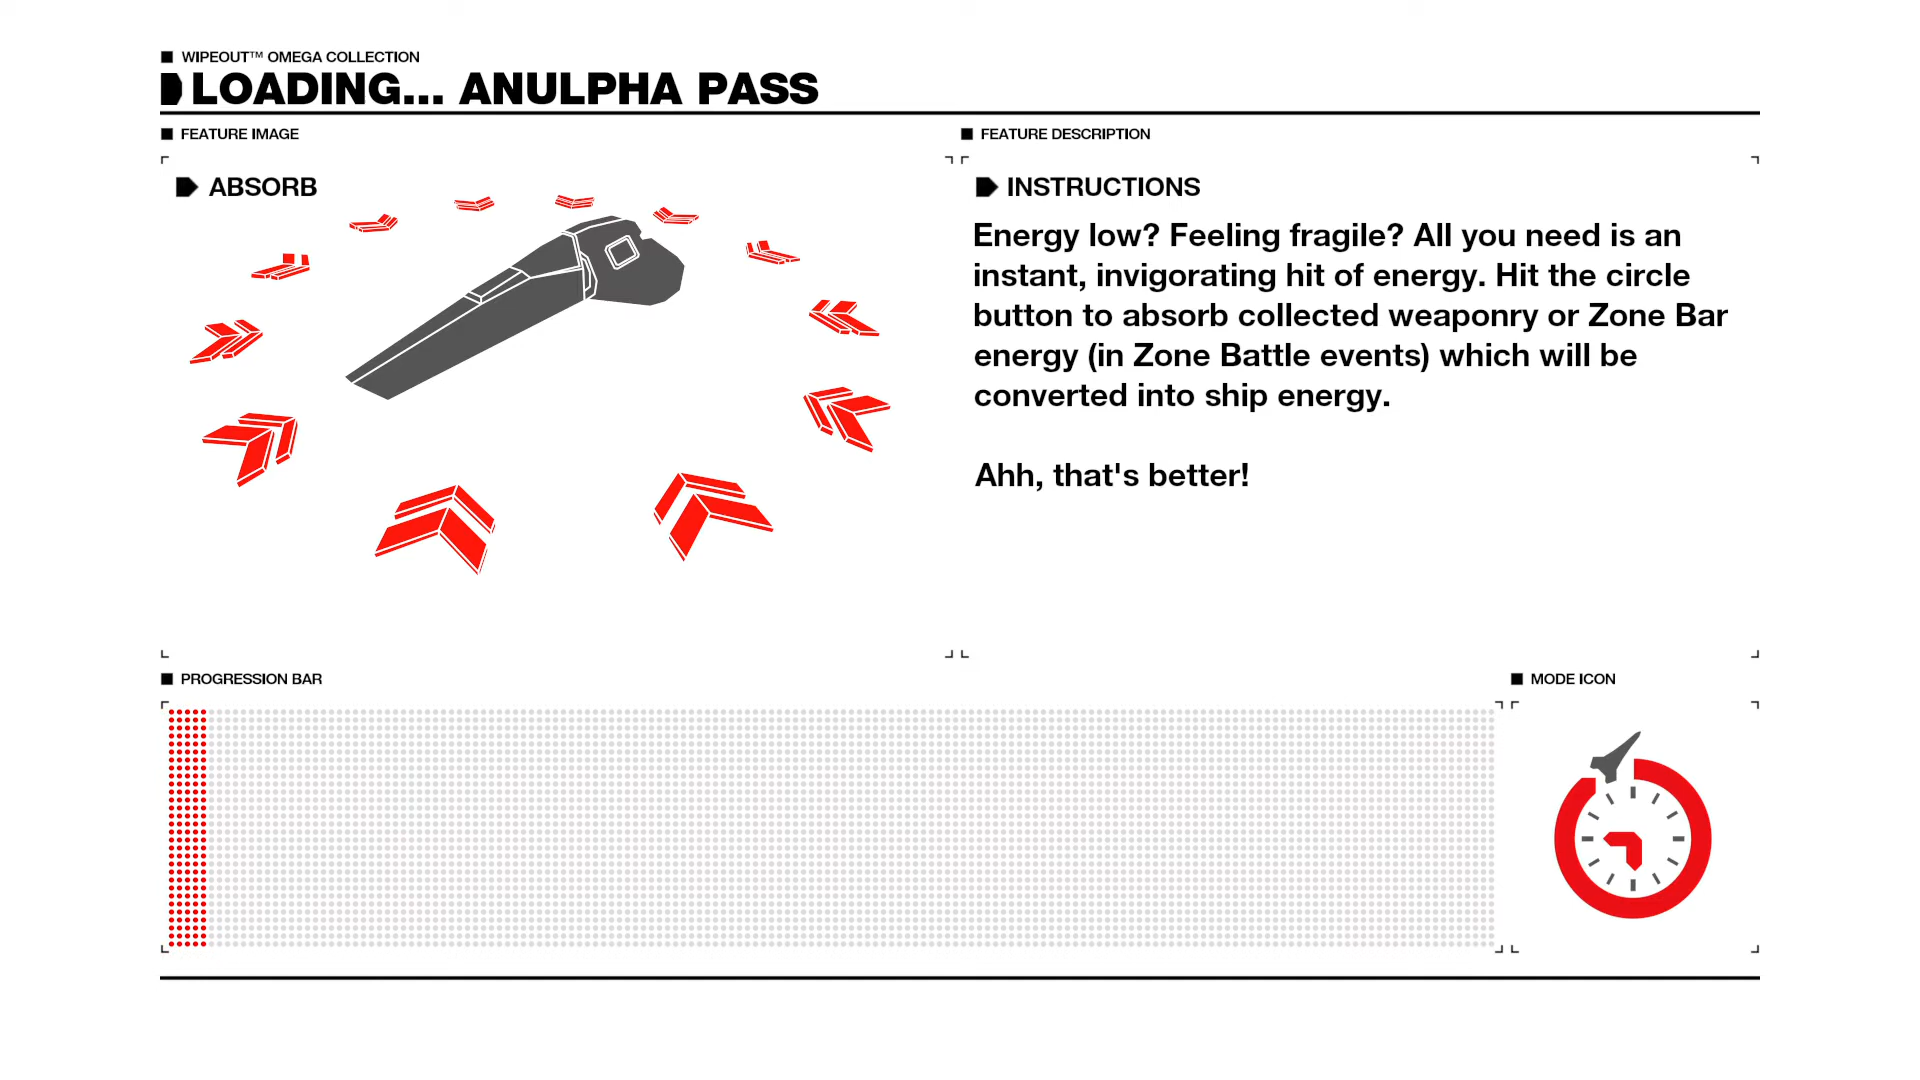 WIPEOUT™ OMEGA COLLECTION
LOADING... ANULPHA PASS
FEATURE IMAGE
ABSORB
FEATURE DESCRIPTION
INSTRUCTIONS
Energy low? Feeling fragile? All you need is an
instant, invigorating hit of energy. Hit the circle
button to absorb collected weaponry or Zone Bar
energy (in Zone Battle events) which will be
converted into ship energy.
Ahh, that's better!
PROGRESSION BAR
MODE ICON